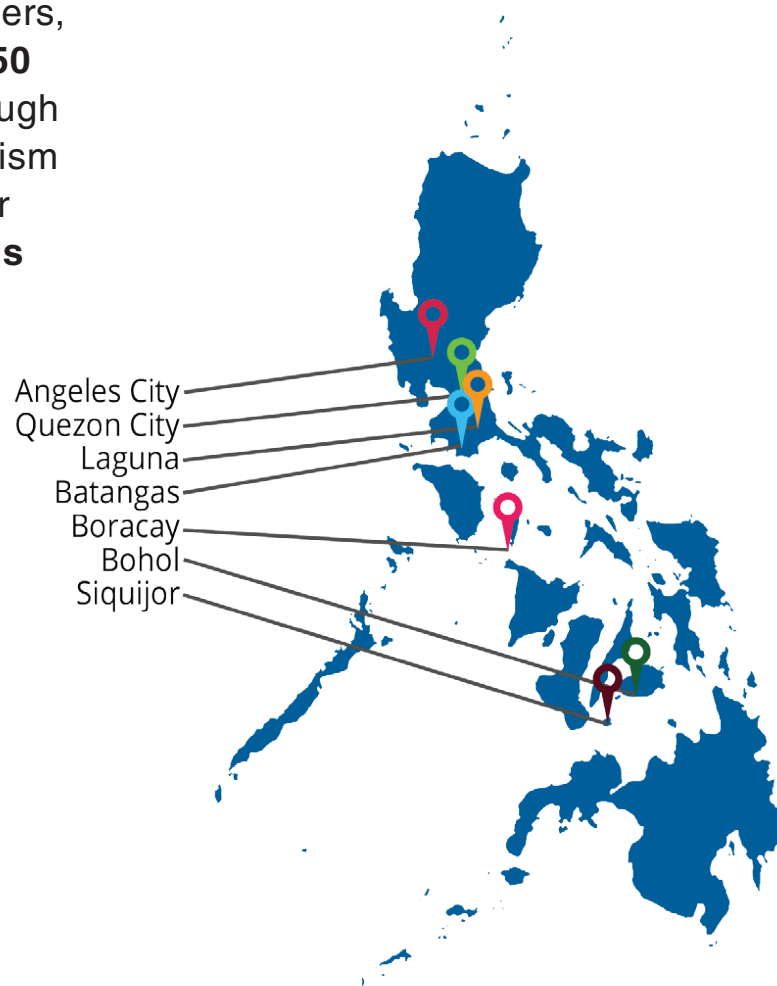 ers,
50
ugh
ism
r
s
Angeles City
Quezon City
Laguna
Batangas
Boracay
Bohol
Siquijor